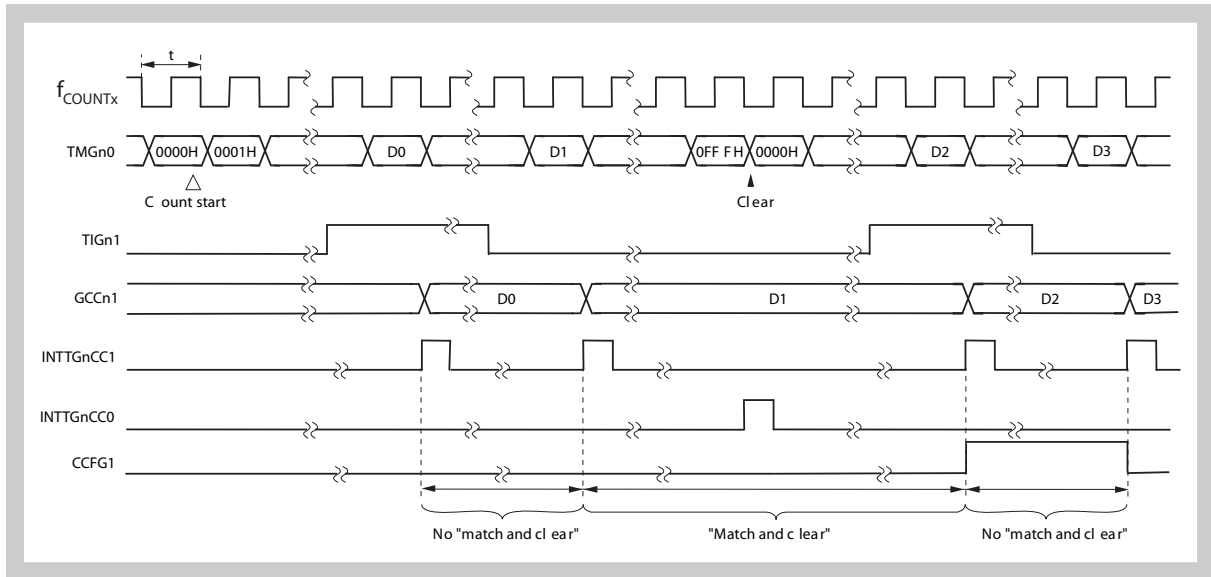 t
fCOUNTx
TMGn0 0000H 0001H D0 D1 0FF F H 0000H D2 D3
C ount start Cl ear
TIGn1
GCCn1 D0 D1 D2 D3
INTTGnCC1
INTTGnCC0
CCFG1
No "match and cl ear" "Match and c lear" No "match and cl ear"